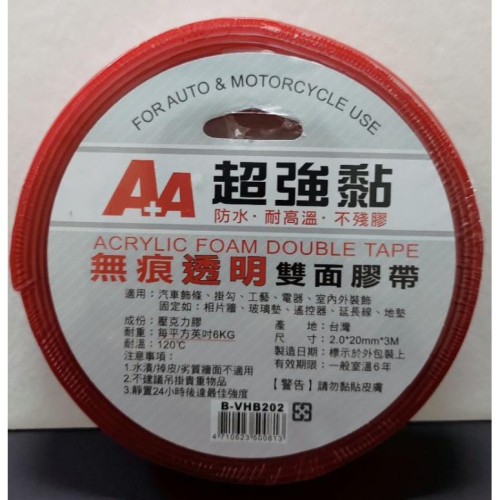 FOR AUTO & MOTORCYCLE USE
A+A 超強黏
防水·耐高溫·不殘膠
ACRYLIC FOAM DOUBLE TAPE
無痕透明雙面膠帶
適用：汽車飾條、掛勾、工藝、電器、室內外裝飾
固定如：相片牆、玻璃墊、遙控器、延長線、地墊
成份：壓克力膠
耐重：每平方英吋6KG
耐溫：120℃
注意事項：
1.水漬/掉皮/劣質牆面不適用
2.不建議吊掛貴重物品
3.靜置24小時後達最佳強度
產　地：台灣
尺　寸：2.0*20mm*3M
製造日期：標示於外包裝上
有效期限：一般室溫6年
【警告】請勿黏貼皮膚
B-VHB202
4710623500813